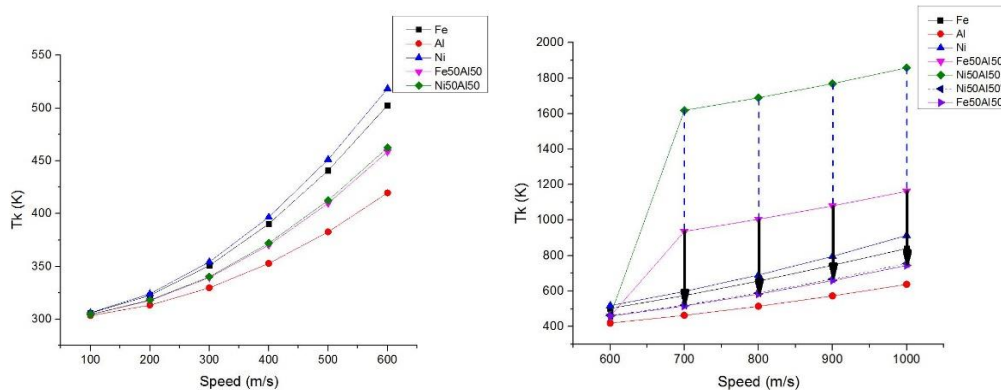 Fe
Al
Ni
Fe50Al50
Ni50Al50
550
500
450
400
350
300
Tk (K)
100 200 300 400 500 600
Speed (m/s)
Fe
Al
Ni
Fe50Al50
Ni50Al50
Ni50Al50'
Fe50Al50'
2000
1800
1600
1400
1200
1000
800
600
400
Tk (K)
600 700 800 900 1000
Speed (m/s)